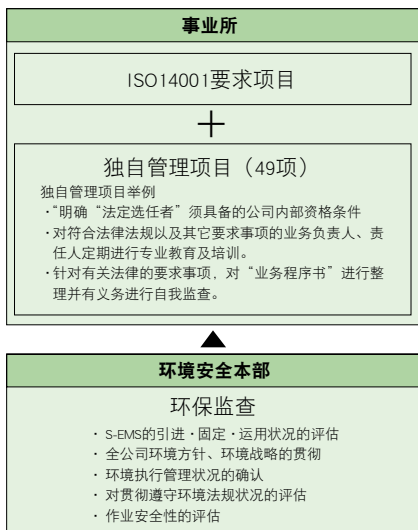 事业所
ISO14001要求项目
+
独自管理项目（49项）
独自管理项目举例
・“明确“法定选任者”须具备的公司内部资格条件
・对符合法律法规以及其它要求事项的业务负责人、责
任人定期进行专业教育及培训。
・针对有关法律的要求事项，对“业务程序书”进行整
理并有义务进行自我监查。
环境安全本部
环保监查
・ S-EMS的引进・固定・运用状况的评估
・ 全公司环境方针、环境战略的贯彻
・ 环境执行管理状况的确认
・ 对贯彻遵守环境法规状况的评估
・ 作业安全性的评估